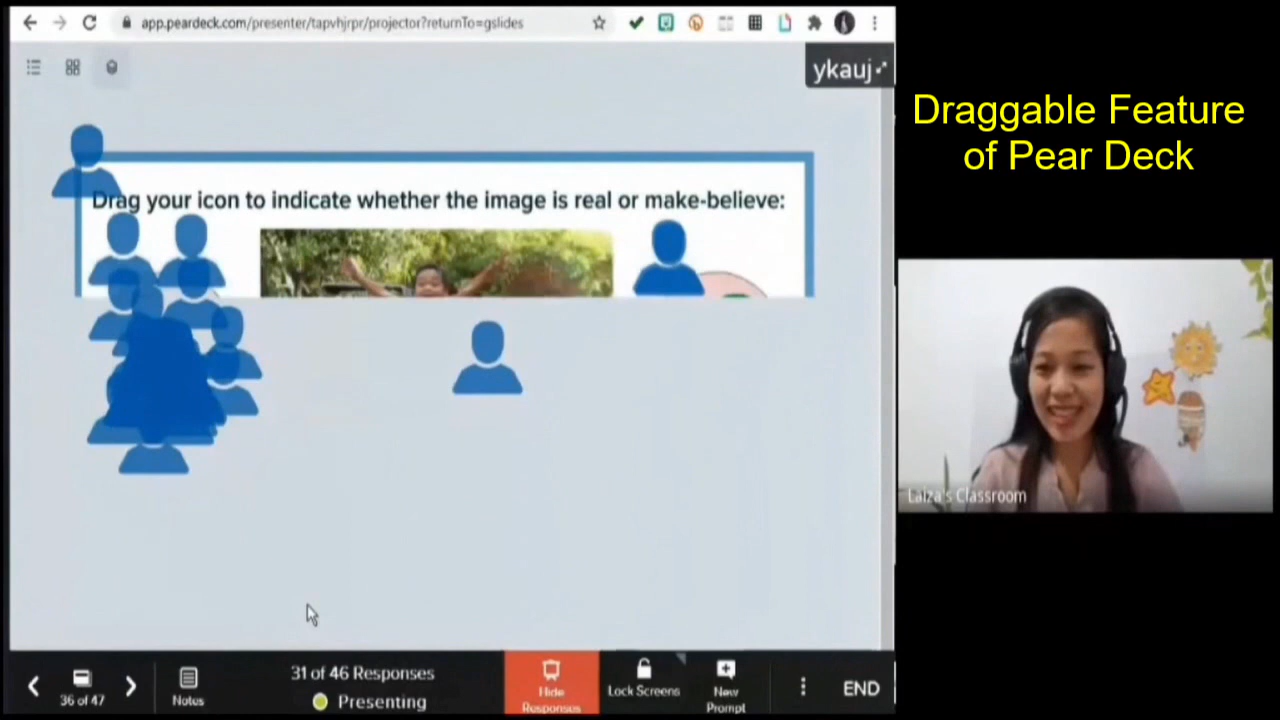 app.peardeck.com/presenter/tapvhjrpr/projector?returnTo=gslides
ykauj
Draggable Feature
of Pear Deck
Drag your icon to indicate whether the image is real or make-believe:
Laiza's Classroom
36 of 47
Notes
31 of 46 Responses
Presenting
Hide
Responses
Lock Screens
New
Prompt
END